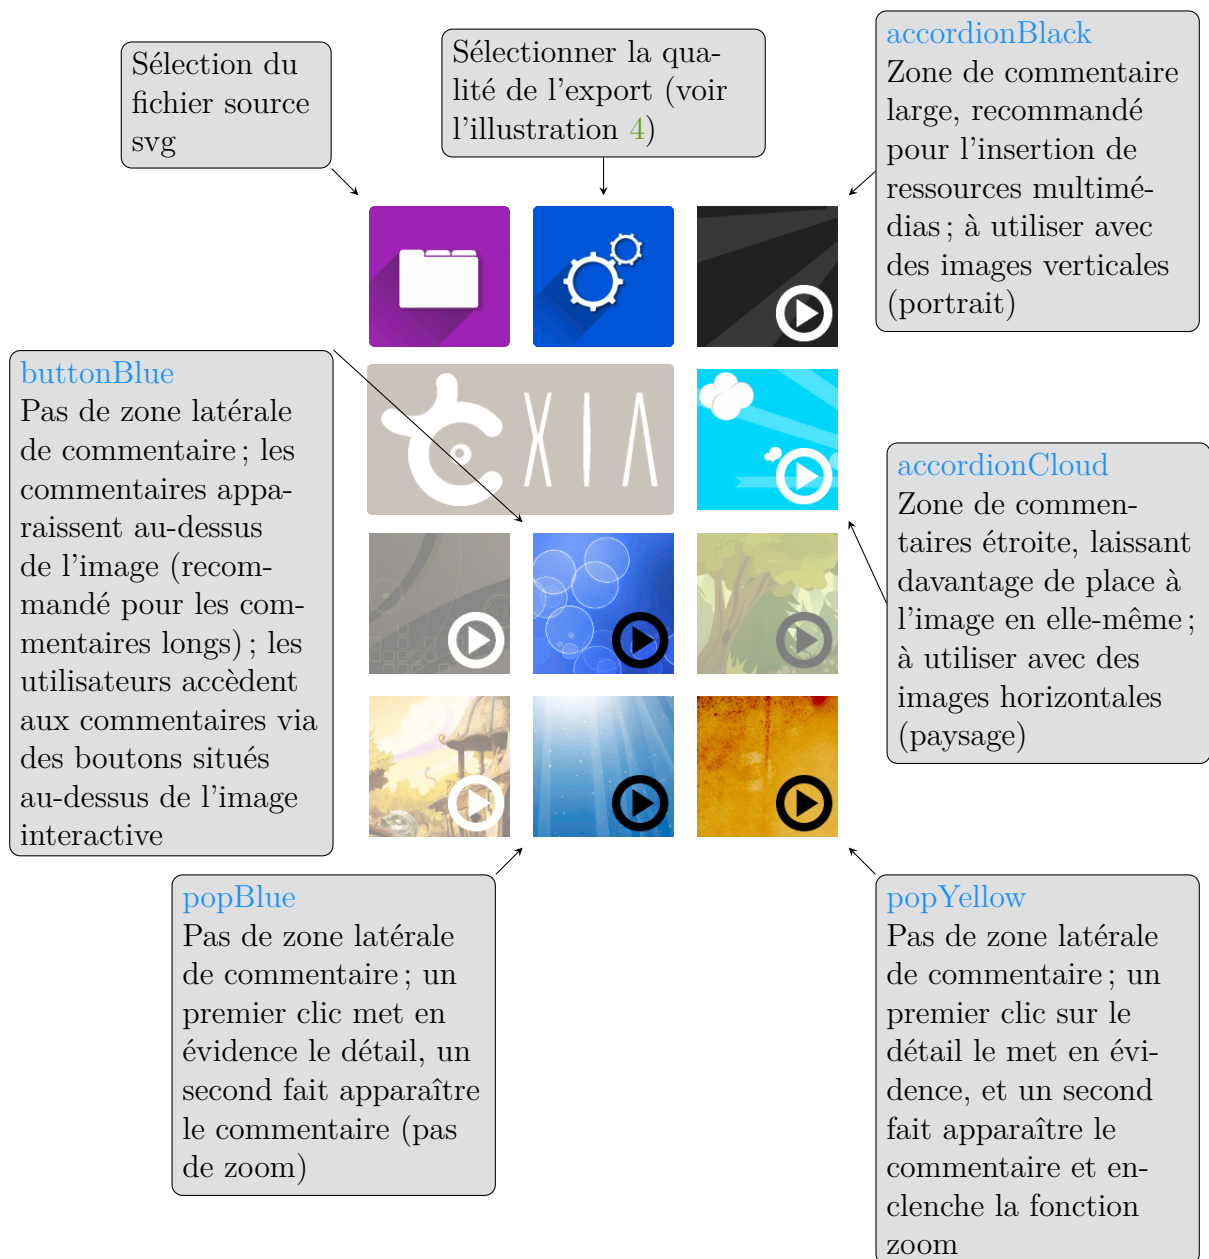 Sélection du
fichier source
svg
Sélectionner la qua-
lité de l'export (voir
l'illustration 4)
accordionBlack
Zone de commentaire
large, recommandé
pour l'insertion de
ressources multimé-
dias ; à utiliser avec
des images verticales
(portrait)
buttonBlue
Pas de zone latérale
de commentaire ; les
commentaires appa-
raissent au-dessus
de l'image (recom-
mandé pour les com-
mentaires longs) ; les
utilisateurs accèdent
aux commentaires via
des boutons situés
au-dessus de l'image
interactive
XIA
accordionCloud
Zone de commen-
taires étroite, laissant
davantage de place à
l'image en elle-même ;
à utiliser avec des
images horizontales
(paysage)
popBlue
Pas de zone latérale
de commentaire ; un
premier clic met en
évidence le détail, un
second fait apparaître
le commentaire (pas
de zoom)
popYellow
Pas de zone latérale
de commentaire ; un
premier clic sur le
détail le met en évi-
dence, et un second
fait apparaître le
commentaire et en-
clenche la fonction
zoom